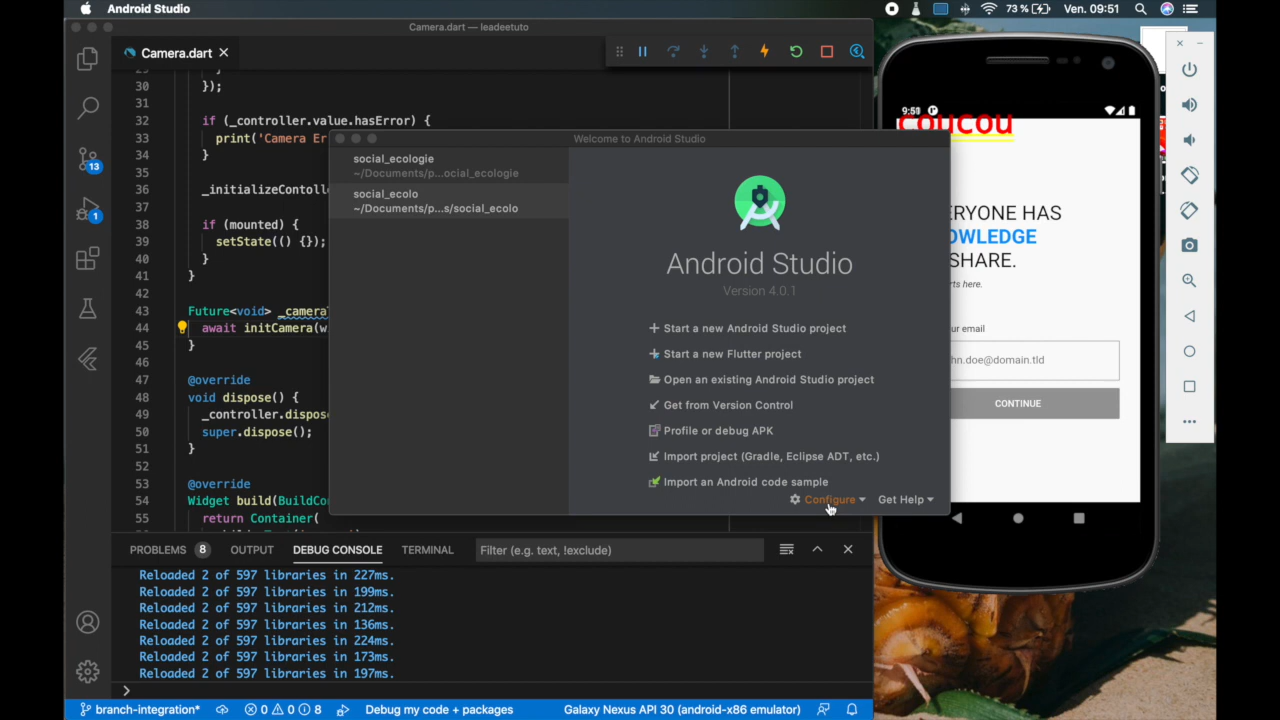 Android Studio
73 %
Ven. 09:51
Camera.dart — leadeetuto
Camera.dart
29
30 });
31
32 if (_controller.value.hasError) {
33 print('Camera Er
34 }
35
36 _initializeContoll
37
38 if (mounted) {
39 setState(() {});
40 }
41 }
42
43 Future<void> _camera
44 await initCamera(w
45 }
46
47 @override
48 void dispose() {
49 _controller.dispos
50 super.dispose();
51 }
52
53 @override
54 Widget build(BuildCon
55 return Container(
13
1
Welcome to Android Studio
social_ecologie
~/Documents/p...ocial_ecologie
social_ecolo
~/Documents/p...s/social_ecolo
Android Studio
Version 4.0.1
Start a new Android Studio project
Start a new Flutter project
Open an existing Android Studio project
Get from Version Control
Profile or debug APK
Import project (Gradle, Eclipse ADT, etc.)
Import an Android code sample
Configure
Get Help
9:51
coucou
ERYONE HAS
OWLEDGE
SHARE.
rts here.
ur email
hn.doe@domain.tld
CONTINUE
PROBLEMS 8 OUTPUT DEBUG CONSOLE TERMINAL
Filter (e.g. text, !exclude)
Reloaded 2 of 597 libraries in 227ms.
Reloaded 2 of 597 libraries in 199ms.
Reloaded 2 of 597 libraries in 212ms.
Reloaded 2 of 597 libraries in 136ms.
Reloaded 2 of 597 libraries in 224ms.
Reloaded 2 of 597 libraries in 173ms.
Reloaded 2 of 597 libraries in 197ms.
branch-integration* 0 0 8 Debug my code + packages Galaxy Nexus API 30 (android-x86 emulator)